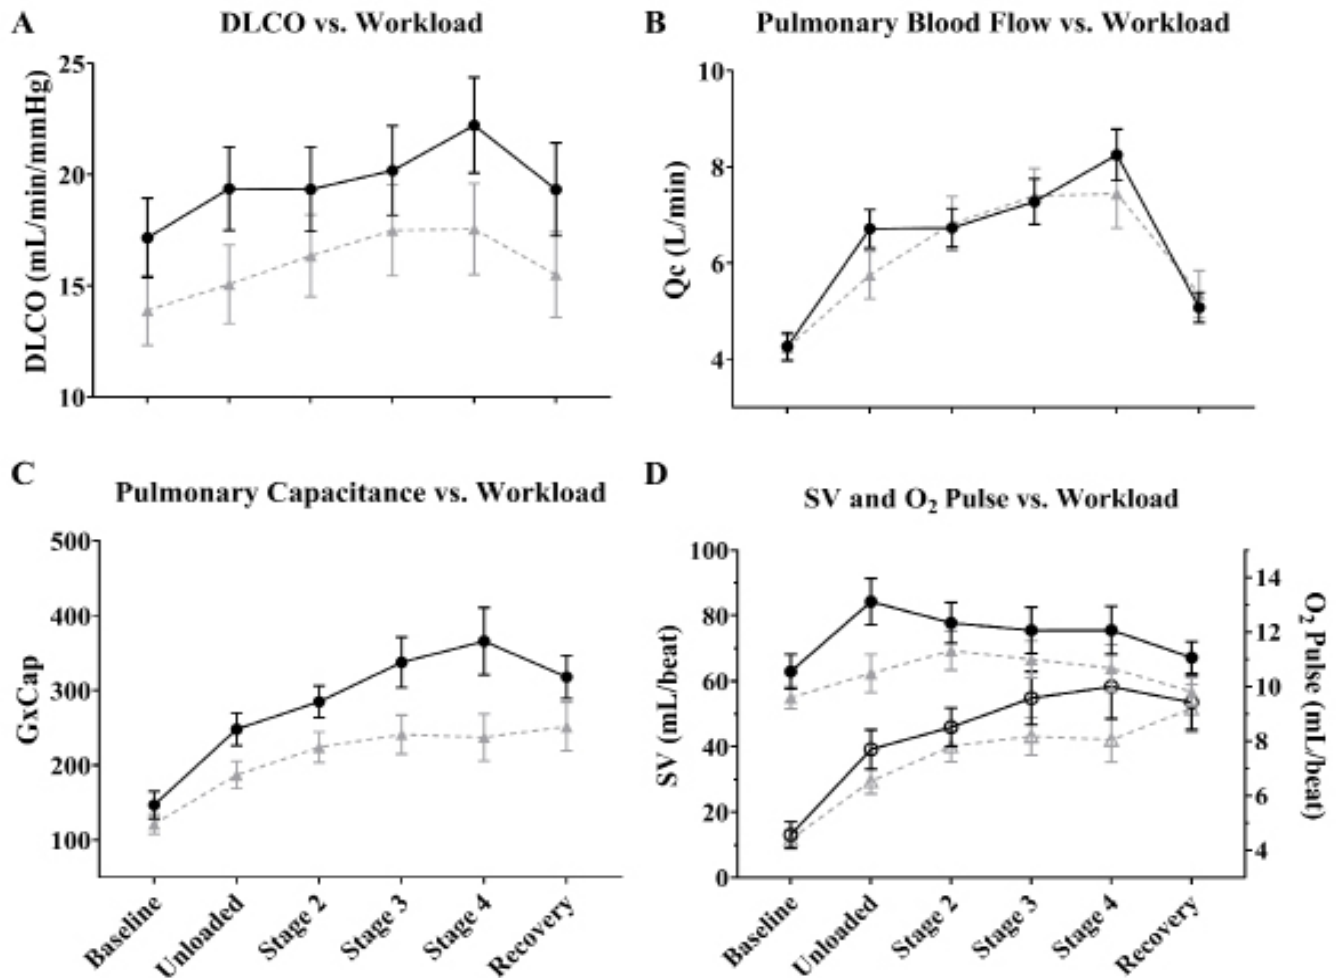 A
DLCO vs. Workload
DLCO (mL/min/mmHg)
25
20
15
10
B
Pulmonary Blood Flow vs. Workload
Qc (L/min)
10
8
6
4
C
Pulmonary Capacitance vs. Workload
GxCap
500
400
300
200
100
Baseline
Unloaded
Stage 2
Stage 3
Stage 4
Recovery
D
SV and O₂ Pulse vs. Workload
SV (mL/beat)
100
80
60
40
20
0
14
12
10
8
6
4
O₂ Pulse (mL/beat)
Baseline
Unloaded
Stage 2
Stage 3
Stage 4
Recovery